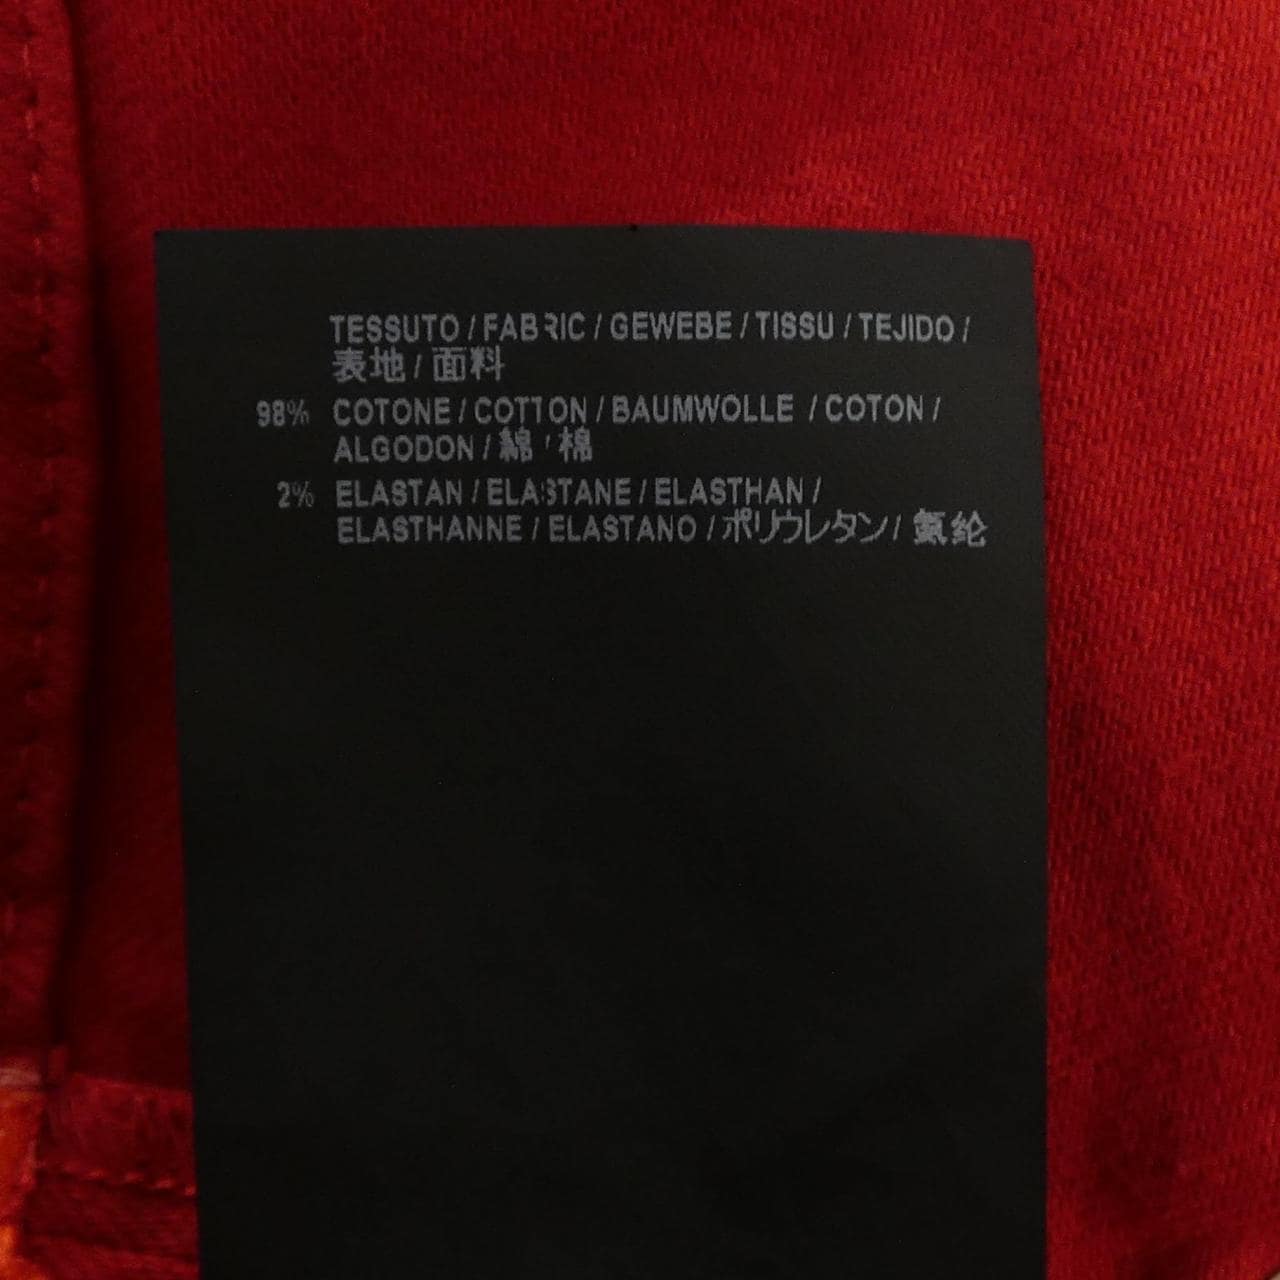 TESSUTO / FABRIC / GEWEBE / TISSU / TEJIDO /
表地 / 面料
98% COTONE / COTTON / BAUMWOLLE / COTON /
ALGODON / 綿 / 棉
2% ELASTAN / ELASTANE / ELASTHAN /
ELASTHANNE / ELASTANO / ポリウレタン / 氨纶